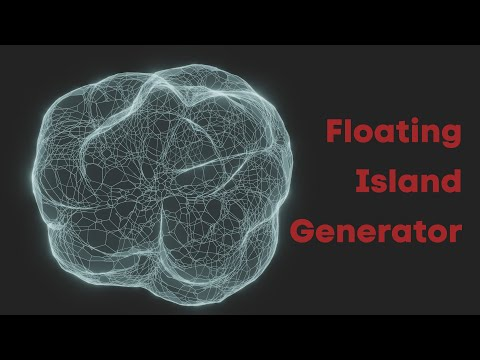 Floating
Island
Generator